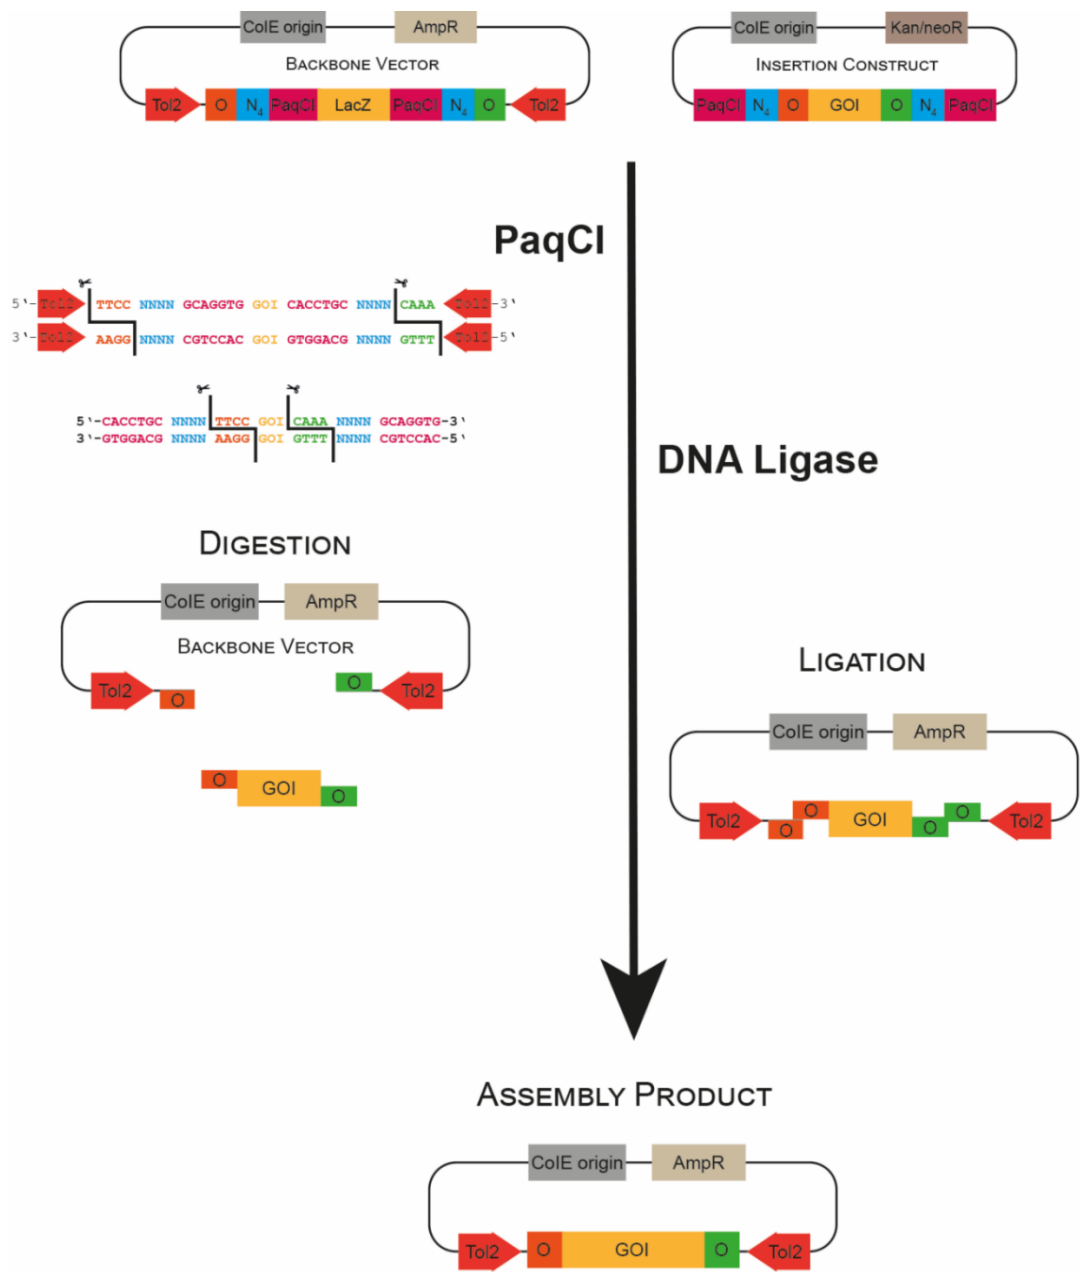 ColE origin AmpR
BACKBONE VECTOR
Tol2 O N4 PaqCI LacZ PaqCI N4 O Tol2
ColE origin Kan/neoR
INSERTION CONSTRUCT
PaqCI N4 O GOI O N4 PaqCI
PaqCI
5'-Tol2 TTCC NNNN GCAGGTG GOI CACCTGC NNNN CAAA Tol2-3'
3'-Tol2 AAGG NNNN CGTCCAC GOI GTGGACG NNNN GTTT Tol2-5'
5'-CACCTGC NNNN TTCC GOI CAAA NNNN GCAGGTG-3'
3'-GTGGACG NNNN AAGG GOI GTTT NNNN CGTCCAC-5'
DNA Ligase
DIGESTION
ColE origin AmpR
BACKBONE VECTOR
Tol2 O O Tol2
O GOI O
LIGATION
ColE origin AmpR
Tol2 O O GOI O O Tol2
ASSEMBLY PRODUCT
ColE origin AmpR
Tol2 O GOI O Tol2